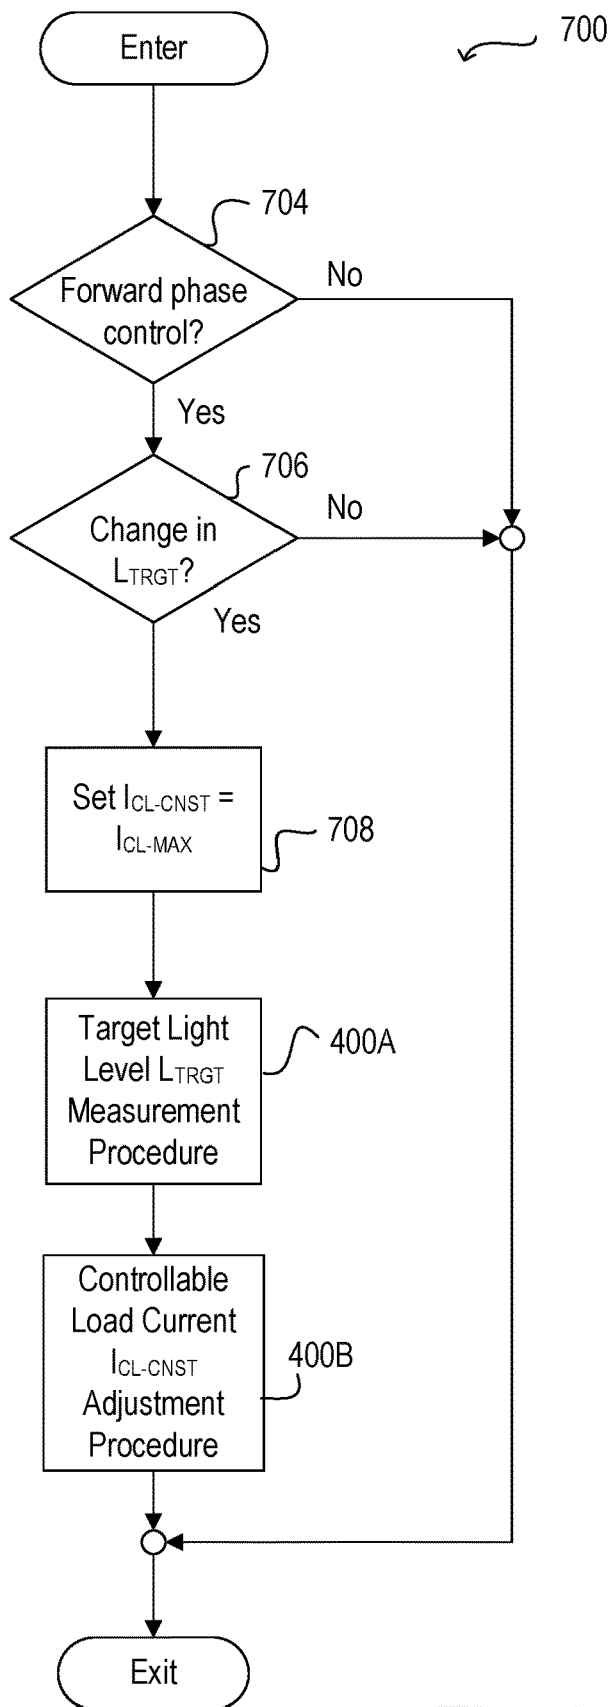 Enter
700
704
Forward phase
control?
No
Yes
706
Change in
LTRGT?
No
Yes
Set ICL-CNST =
ICL-MAX
708
Target Light
Level LTRGT
Measurement
Procedure
400A
Controllable
Load Current
ICL-CNST
Adjustment
Procedure
400B
Exit